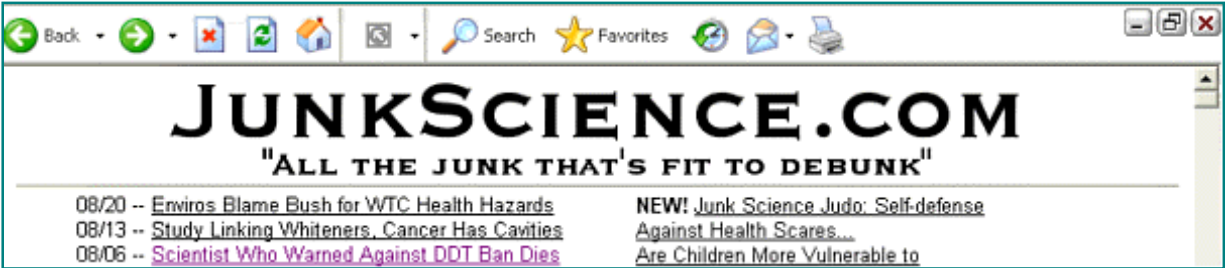 Back
Search
Favorites
JUNKSCIENCE.COM
"ALL THE JUNK THAT'S FIT TO DEBUNK"
08/20 -- Enviros Blame Bush for WTC Health Hazards
08/13 -- Study Linking Whiteners, Cancer Has Cavities
08/06 -- Scientist Who Warned Against DDT Ban Dies
NEW! Junk Science Judo: Self-defense
Against Health Scares...
Are Children More Vulnerable to